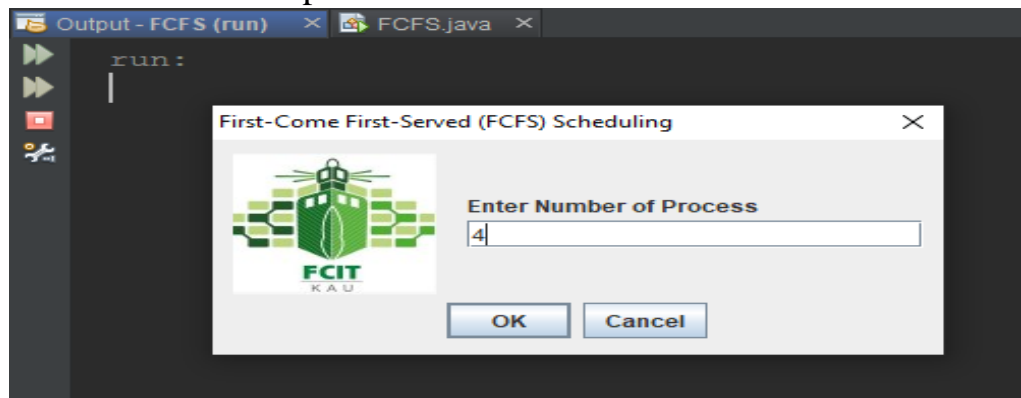 Output - FCFS (run) × FCFS.java ×
run:
First-Come First-Served (FCFS) Scheduling
Enter Number of Process
4
FCIT
KAU
OK Cancel